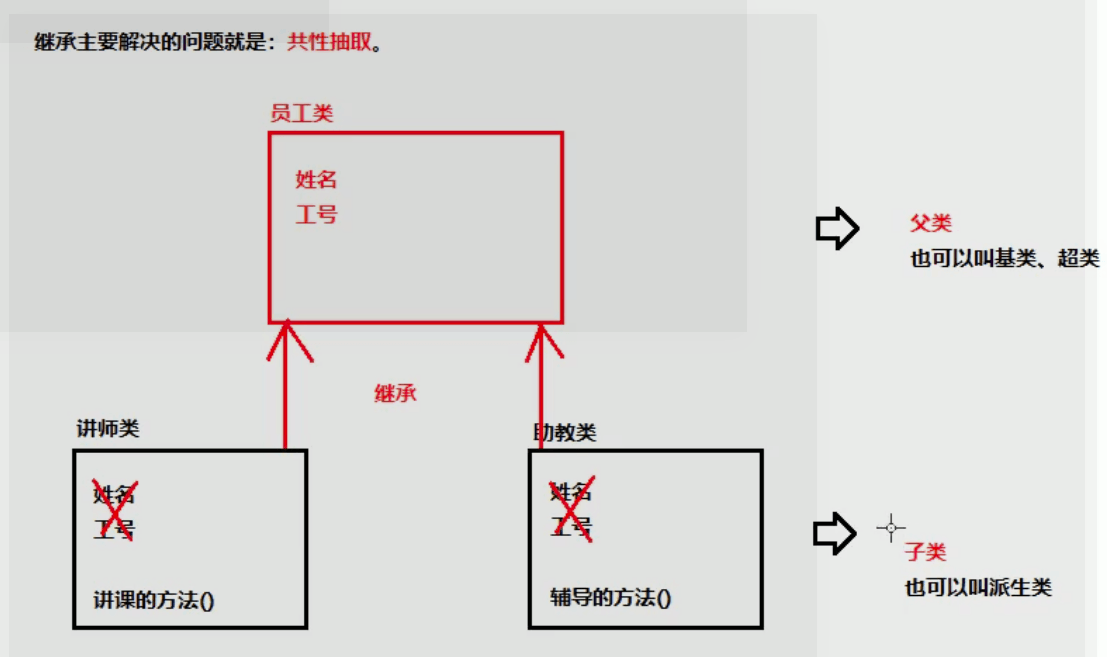 继承主要解决的问题就是：共性抽取。
员工类
姓名
工号
父类
也可以叫基类、超类
继承
讲师类
姓名
工号
讲课的方法()
助教类
姓名
工号
辅导的方法()
子类
也可以叫派生类